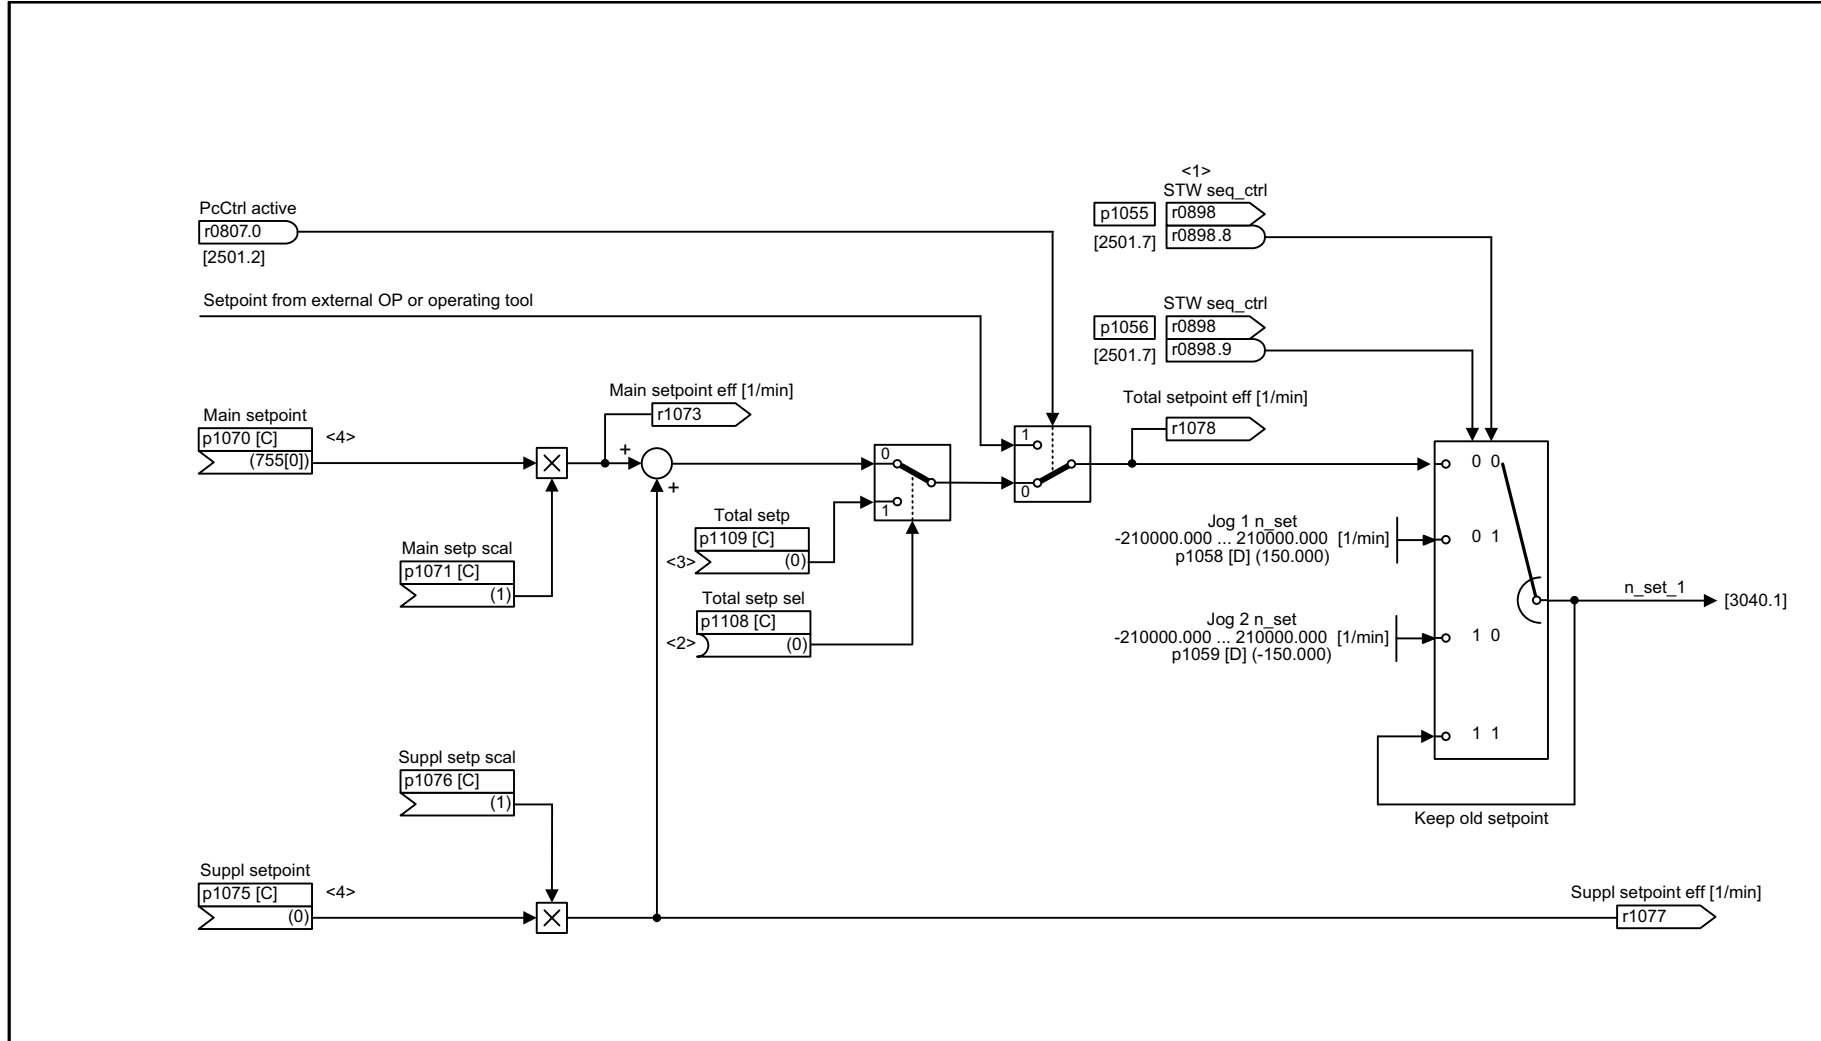 <1>
STW seq_ctrl
PcCtrl active
p1055
r0898
r0807.0
[2501.7]
r0898.8
[2501.2]
Setpoint from external OP or operating tool
STW seq_ctrl
p1056
r0898
[2501.7]
r0898.9
Main setpoint eff [1/min]
r1073
Total setpoint eff [1/min]
r1078
Main setpoint
p1070 [C]
<4>
(755[0])
+
+
0
1
1
0
0 0
Total setp
p1109 [C]
<3>
(0)
Jog 1 n_set
-210000.000 ... 210000.000 [1/min]
p1058 [D] (150.000)
0 1
Main setp scal
p1071 [C]
(1)
Total setp sel
p1108 [C]
<2>
(0)
n_set_1
[3040.1]
Jog 2 n_set
-210000.000 ... 210000.000 [1/min]
p1059 [D] (-150.000)
1 0
1 1
Suppl setp scal
p1076 [C]
(1)
Keep old setpoint
Suppl setpoint
p1075 [C]
<4>
(0)
Suppl setpoint eff [1/min]
r1077